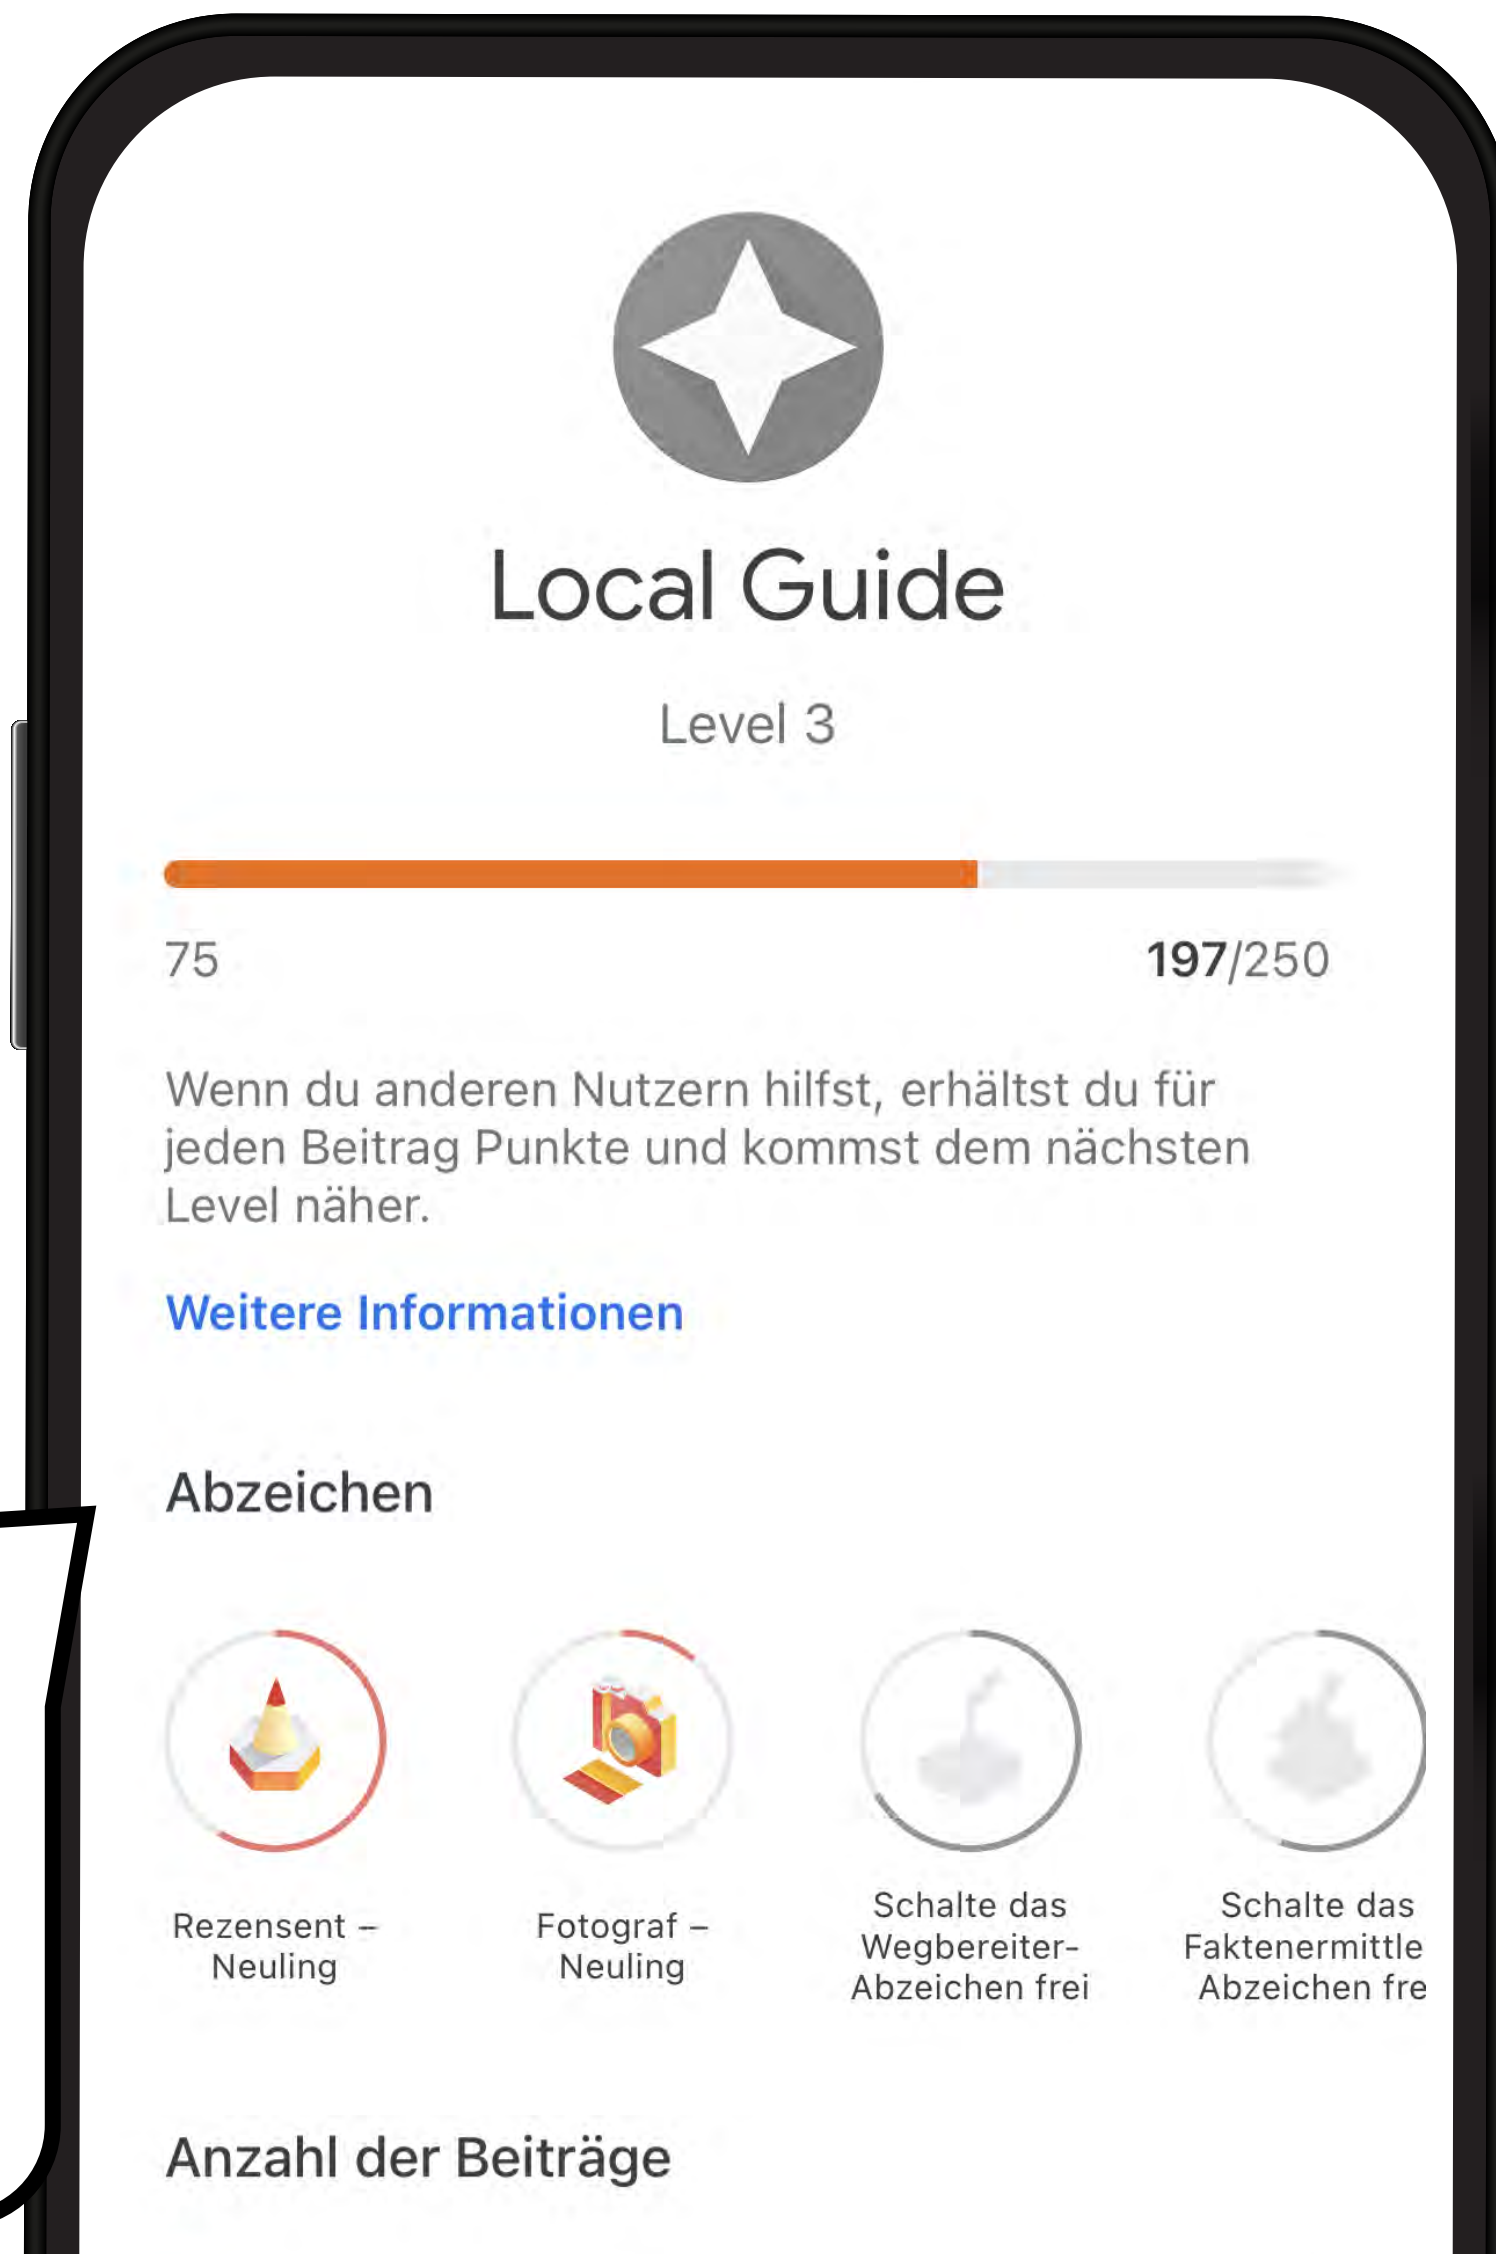 Local Guide
Level 3
75
197/250
Wenn du anderen Nutzern hilfst, erhältst du für
jeden Beitrag Punkte und kommst dem nächsten
Level näher.
Weitere Informationen
Abzeichen
Rezensent –
Neuling
Fotograf –
Neuling
Schalte das
Wegbereiter-
Abzeichen frei
Schalte das
Faktenermittle
Abzeichen fre
Anzahl der Beiträge